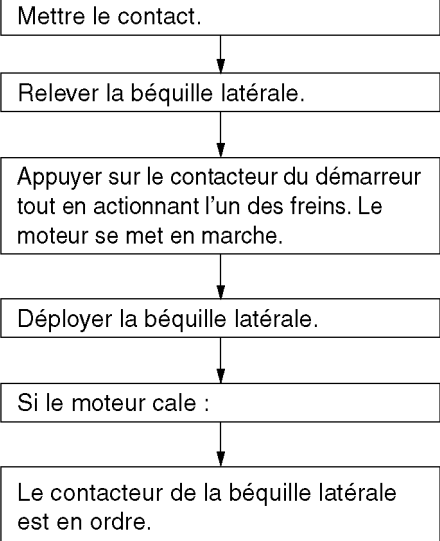 Mettre le contact.
Relever la béquille latérale.
Appuyer sur le contacteur du démarreur
tout en actionnant l'un des freins. Le
moteur se met en marche.
Déployer la béquille latérale.
Si le moteur cale :
Le contacteur de la béquille latérale
est en ordre.